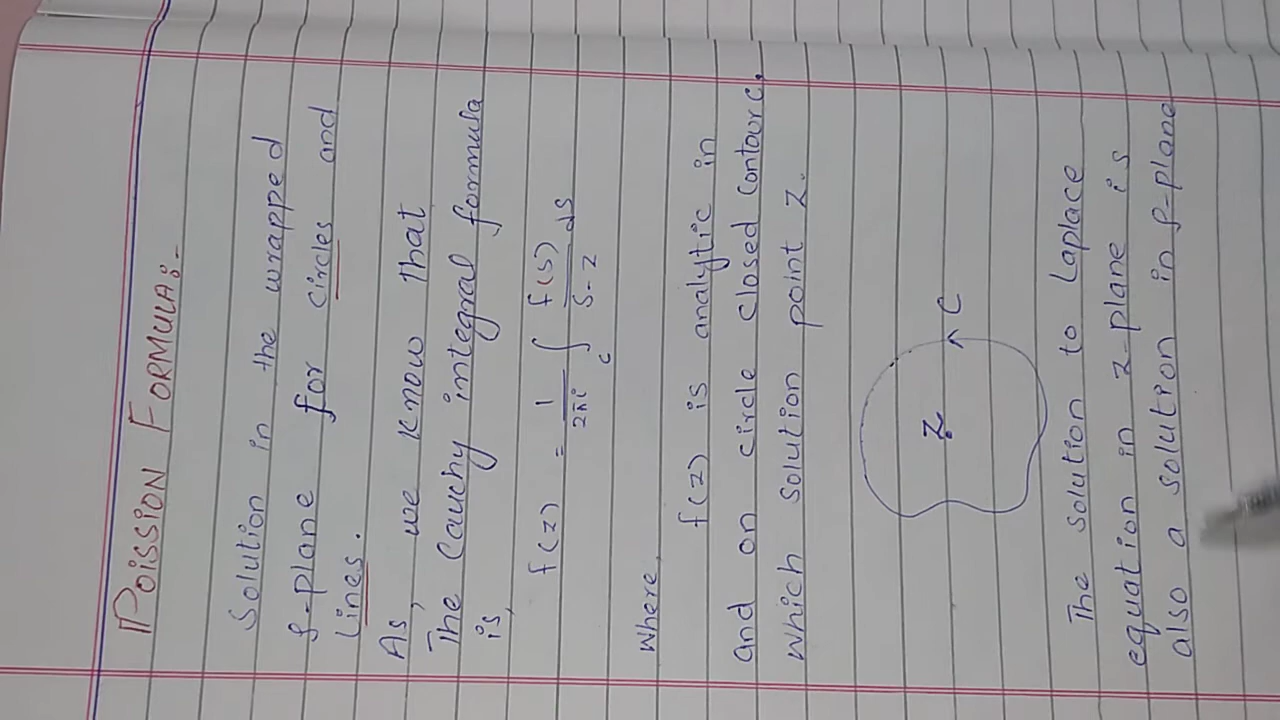 POISSION FORMULA:-
Solution in the wrapped
ρ-plane for circles and
Lines.
As, we know that
The Cauchy integral formula
is,
f(z) = 1/2πi ∫c f(s)/s-z ds
Where
f(z) is analytic in
and on circle closed contour c.
which solution point z.
z
C
The solution to Laplace
equation in z-plane is
also a solution in ρ-plane